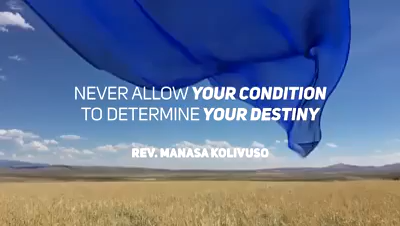 NEVER ALLOW YOUR CONDITION
TO DETERMINE YOUR DESTINY
REV. MANASA KOLIVUSO